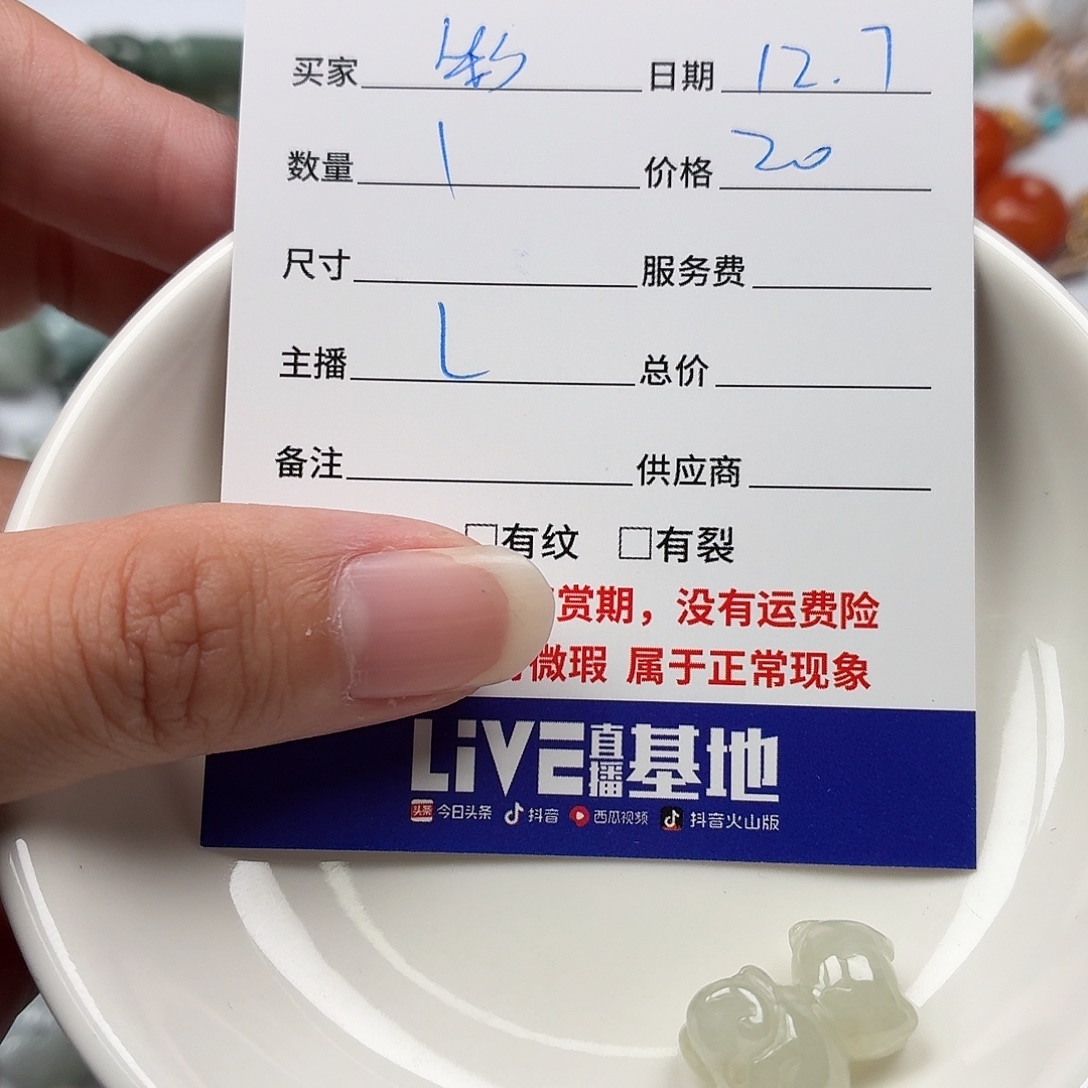 买家 日期 12.7
数量 1 价格 20
尺寸 服务费
主播 L 总价
备注 供应商
□有纹 □有裂
赏期，没有运费险
微瑕 属于正常现象
LiVE直播基地
头条 今日头条 抖音 西瓜视频 抖音火山版